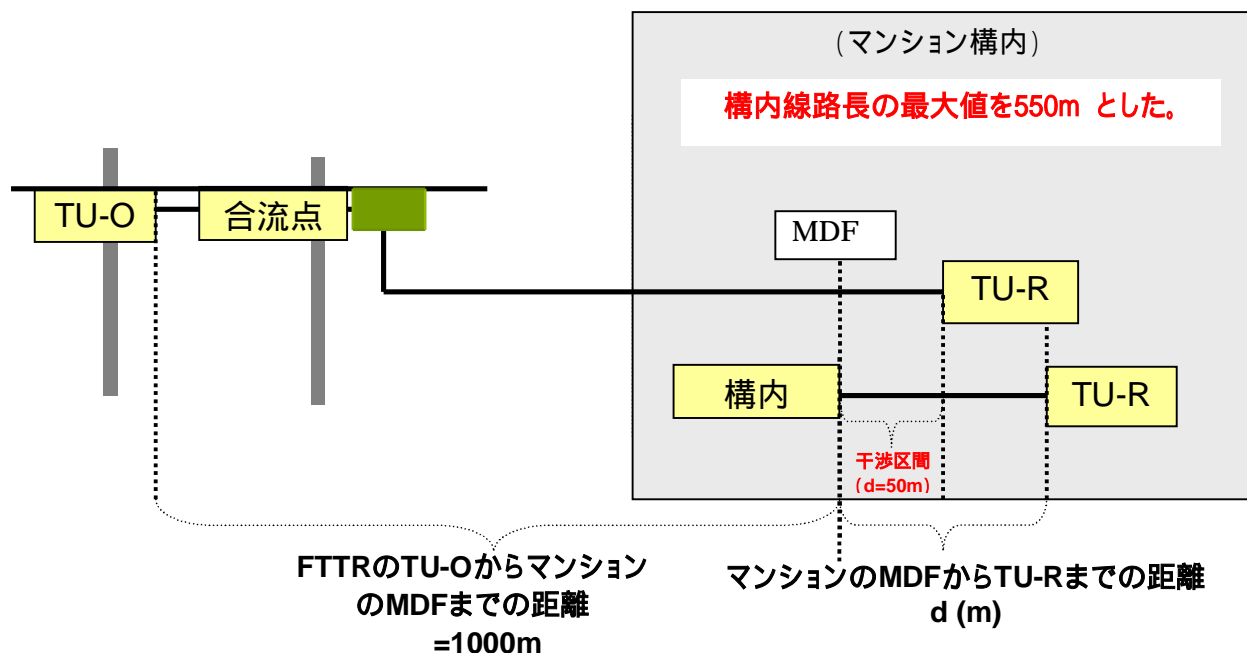 (マンション構内)
構内線路長の最大値を550m とした。
TU-O
合流点
MDF
TU-R
構内
TU-R
干渉区間
(d=50m)
FTTRのTU-Oからマンション
のMDFまでの距離
=1000m
マンションのMDFからTU-Rまでの距離
d (m)